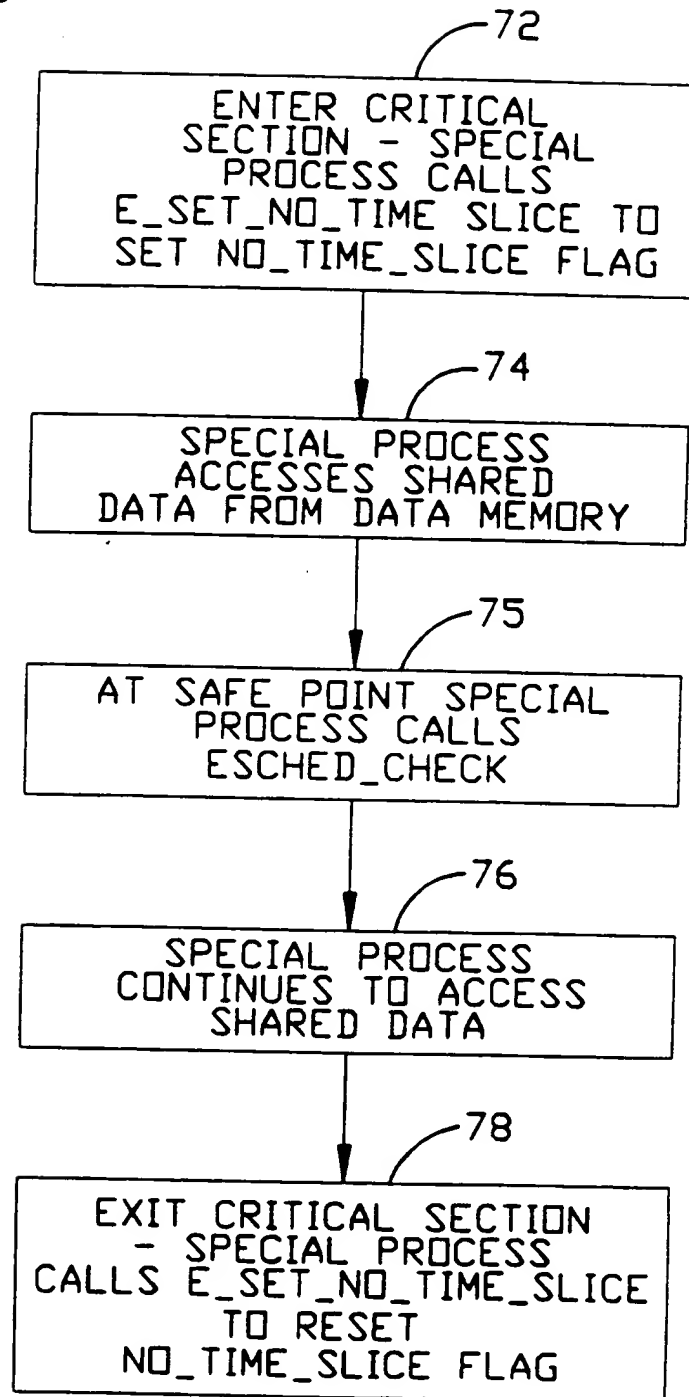 72
ENTER CRITICAL
SECTION - SPECIAL
PROCESS CALLS
E_SET_NO_TIME SLICE TO
SET NO_TIME_SLICE FLAG
74
SPECIAL PROCESS
ACCESSES SHARED
DATA FROM DATA MEMORY
75
AT SAFE POINT SPECIAL
PROCESS CALLS
ESCHED_CHECK
76
SPECIAL PROCESS
CONTINUES TO ACCESS
SHARED DATA
78
EXIT CRITICAL SECTION
- SPECIAL PROCESS
CALLS E_SET_NO_TIME_SLICE
TO RESET
NO_TIME_SLICE FLAG